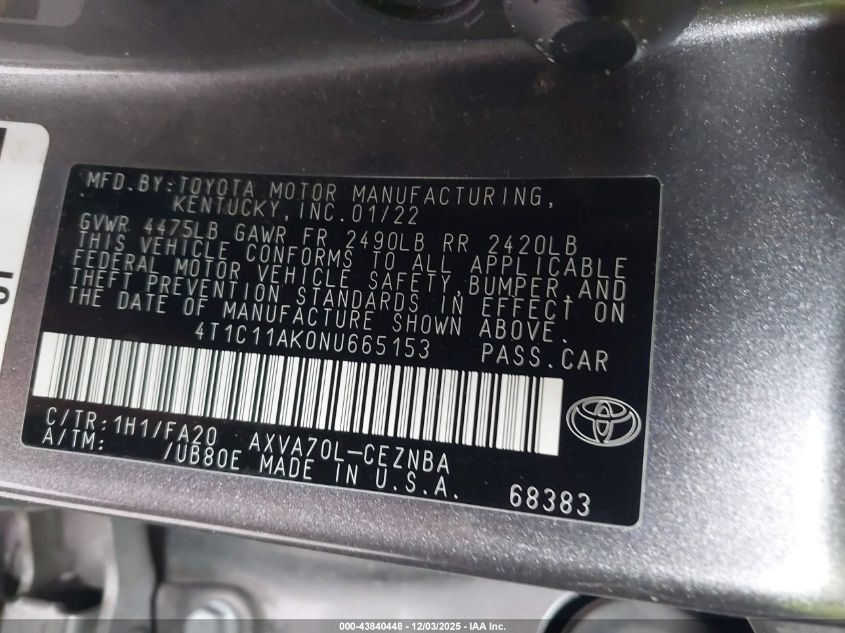 MFD.BY:TOYOTA MOTOR MANUFACTURING,
KENTUCKY, INC.01/22
GVWR 4475LB GAWR FR 2490LB RR 2420LB
THIS VEHICLE CONFORMS TO ALL APPLICABLE
FEDERAL MOTOR VEHICLE SAFETY, BUMPER, AND
THEFT PREVENTION STANDARDS IN EFFECT ON
THE DATE OF MANUFACTURE SHOWN ABOVE.
4T1C11AK0NU665153 PASS.CAR
C/TR:1H1/FA20 AXVA70L-CEZNBA
A/TM: /UB80E MADE IN U.S.A.
68383
000-43840448 - 12/03/2025 - IAA Inc.